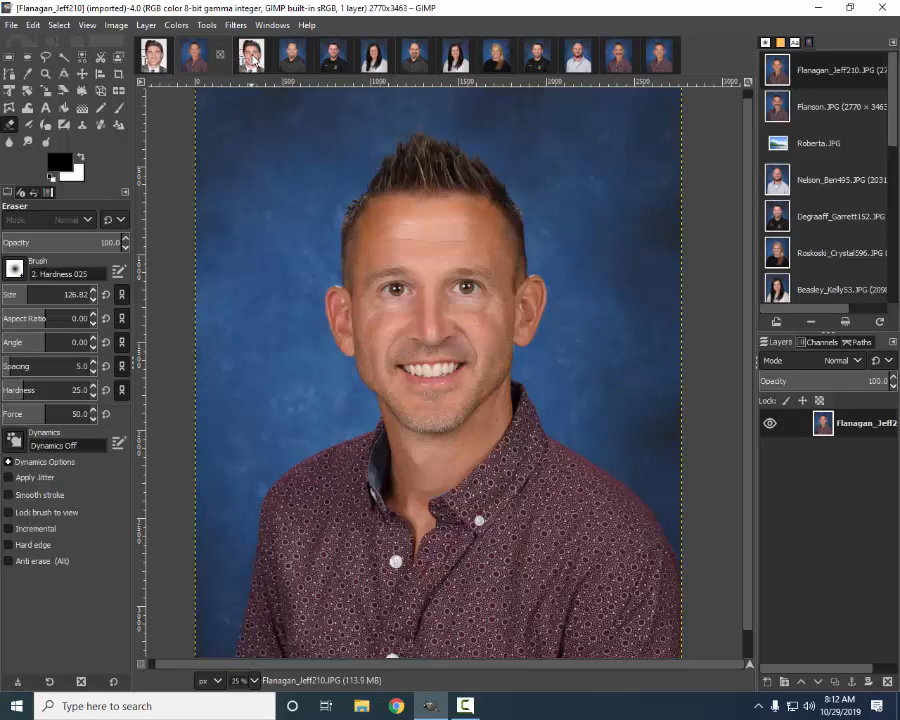 [Flanagan_Jeff210] (imported)-4.0 (RGB color 8-bit gamma integer, GIMP built-in sRGB, 1 layer) 2770x3463 – GIMP
File Edit Select View Image Layer Colors Tools Filters Windows Help
0 500 1000 1500 2000 2500 3000
Eraser
Mode Normal
Opacity 100.0
Brush
2. Hardness 025
Size 126.82
Aspect Ratio 0.00
Angle 0.00
Spacing 5.0
Hardness 25.0
Force 50.0
Dynamics
Dynamics Off
Dynamics Options
Apply Jitter
Smooth stroke
Lock brush to view
Incremental
Hard edge
Anti erase (Alt)
px 25 % Flanagan_Jeff210.JPG (113.9 MB)
Flanagan_Jeff210.JPG (27
Flanson.JPG (2770 × 3463
Roberta.JPG
Nelson_Ben495.JPG (2031
Degraaff_Garrett152.JPG
Roskoski_Crystal596.JPG (
Beasley_Kelly53.JPG (209
Layers Channels Paths
Mode Normal
Opacity 100.0
Lock:
Flanagan_Jeff2
Type here to search
8:12 AM
10/29/2019